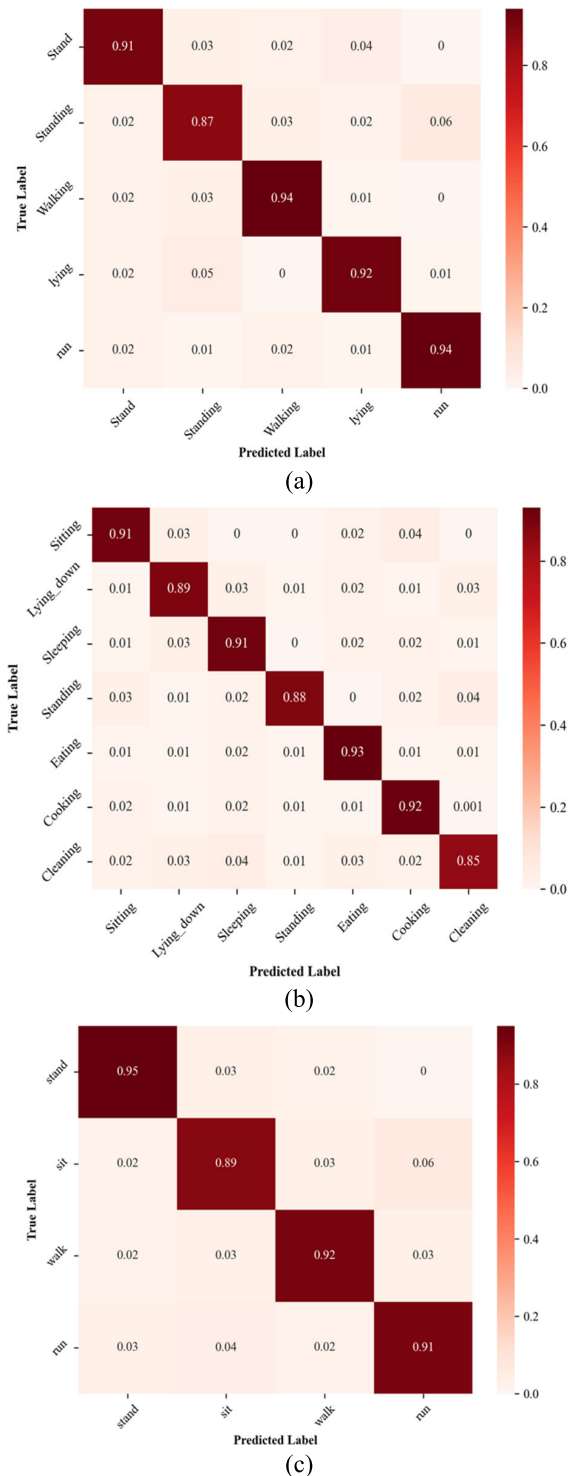 Stand 0.91 0.03 0.02 0.04 0
Standing 0.02 0.87 0.03 0.02 0.06
Walking 0.02 0.03 0.94 0.01 0
lying 0.02 0.05 0 0.92 0.01
run 0.02 0.01 0.02 0.01 0.94
True Label
Stand Standing Walking lying run
Predicted Label
0.8
0.6
0.4
0.2
0.0
(a)
Sitting 0.91 0.03 0 0 0.02 0.04 0
Lying_down 0.01 0.89 0.03 0.01 0.02 0.01 0.03
Sleeping 0.01 0.03 0.91 0 0.02 0.02 0.01
Standing 0.03 0.01 0.02 0.88 0 0.02 0.04
Eating 0.01 0.01 0.02 0.01 0.93 0.01 0.01
Cooking 0.02 0.01 0.02 0.01 0.01 0.92 0.001
Cleaning 0.02 0.03 0.04 0.01 0.03 0.02 0.85
True Label
Sitting Lying_down Sleeping Standing Eating Cooking Cleaning
Predicted Label
0.8
0.6
0.4
0.2
0.0
(b)
stand 0.95 0.03 0.02 0
sit 0.02 0.89 0.03 0.06
walk 0.02 0.03 0.92 0.03
run 0.03 0.04 0.02 0.91
True Label
stand sit walk run
Predicted Label
0.8
0.6
0.4
0.2
0.0
(c)